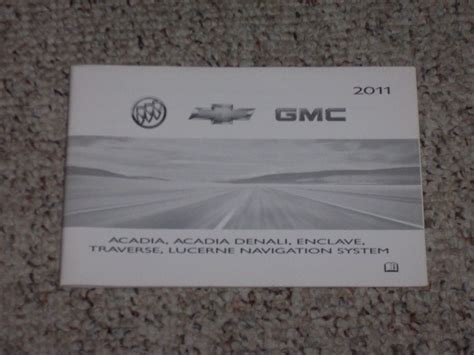 2011
GMC
ACADIA, ACADIA DENALI, ENCLAVE,
TRAVERSE, LUCERNE NAVIGATION SYSTEM